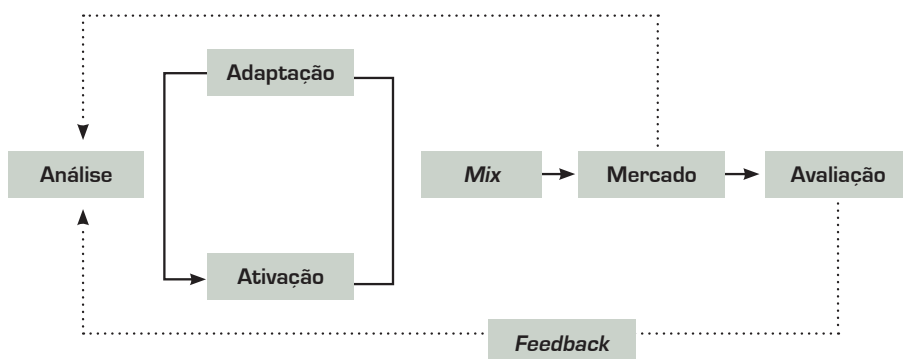 Adaptação
Análise
Mix
Mercado
Avaliação
Ativação
Feedback